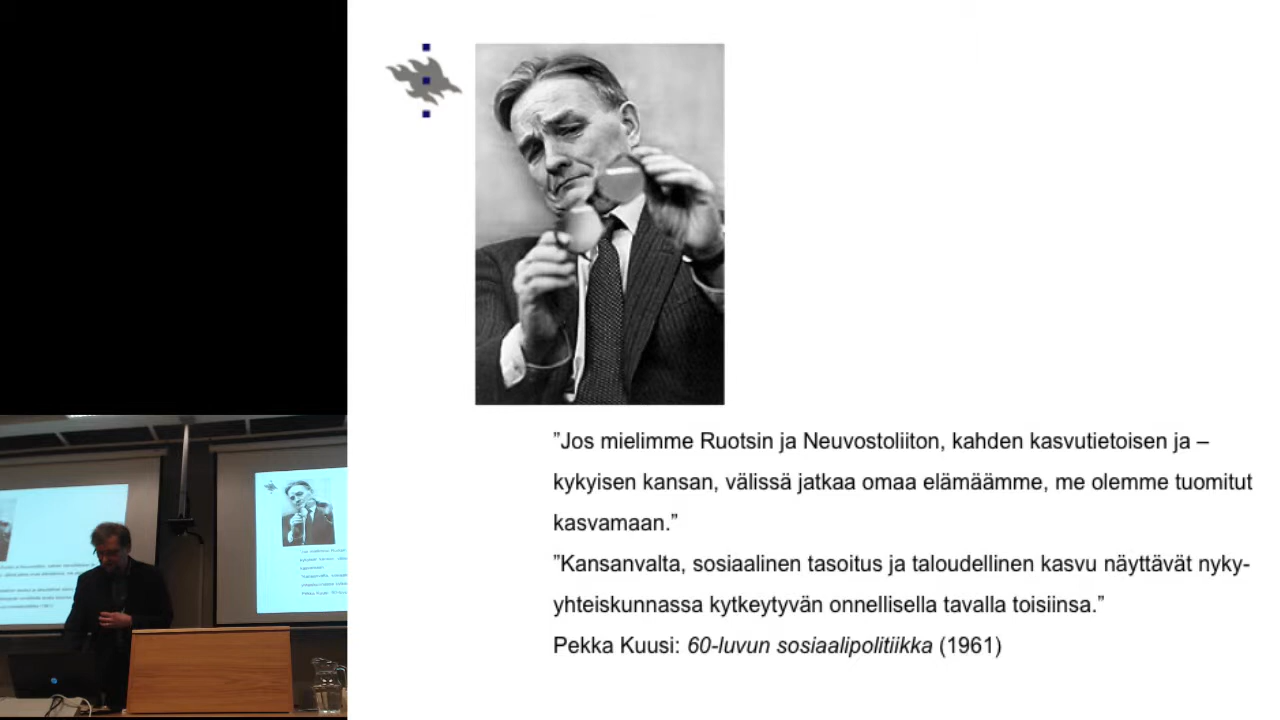 ”Jos mielimme Ruotsin ja Neuvostoliiton, kahden kasvutietoisen ja –
kykyisen kansan, välissä jatkaa omaa elämäämme, me olemme tuomitut
kasvamaan.”
”Kansanvalta, sosiaalinen tasoitus ja taloudellinen kasvu näyttävät nyky-
yhteiskunnassa kytkeytyvän onnellisella tavalla toisiinsa.”
Pekka Kuusi: 60-luvun sosiaalipolitiikka (1961)